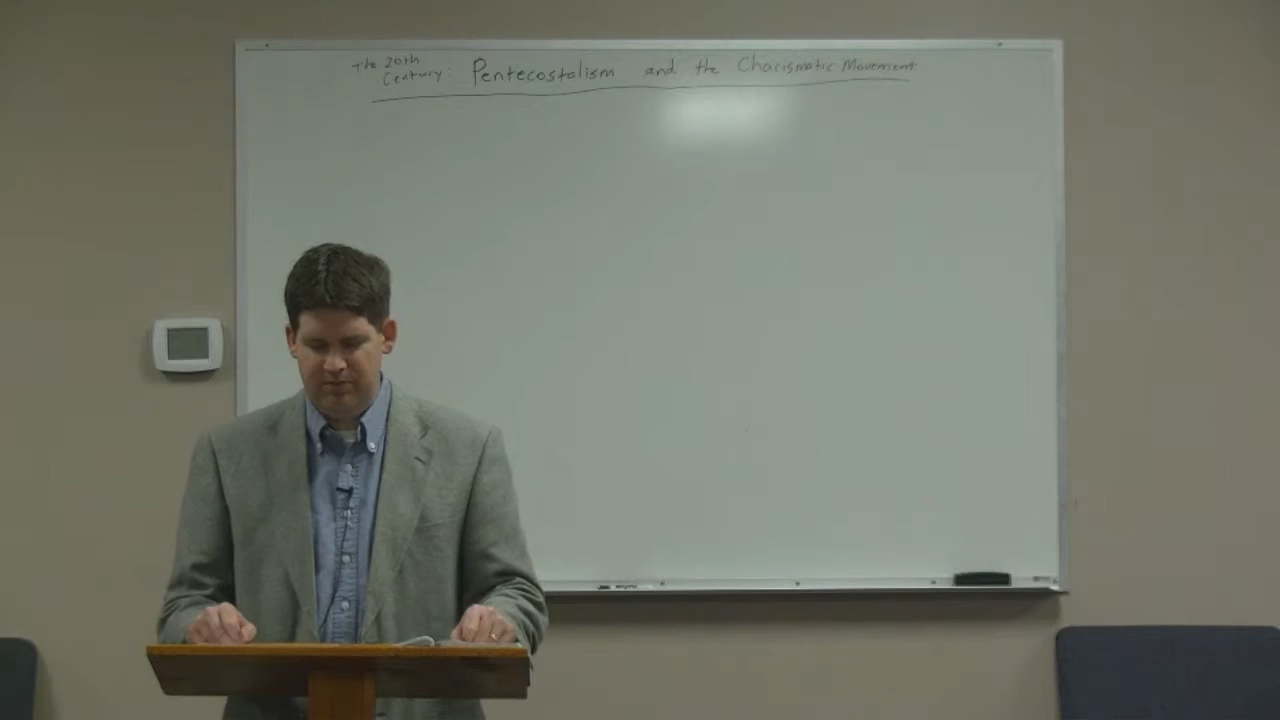 The 20th
Century: Pentecostalism and the Charismatic Movement